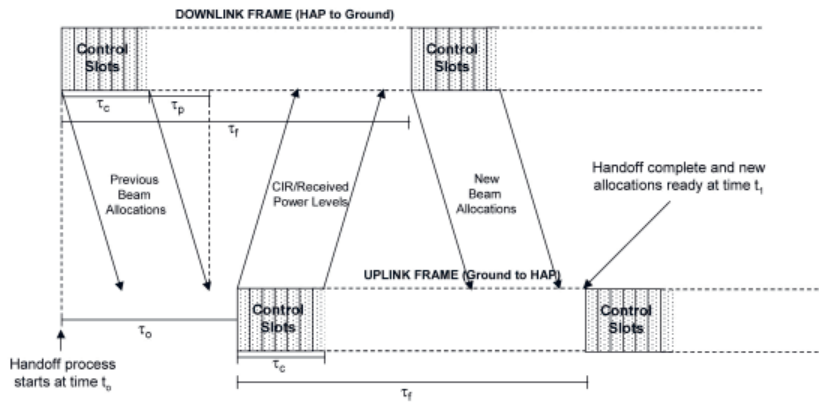 DOWNLINK FRAME (HAP to Ground)
Control
Slots
Control
Slots
τc
τp
τf
Previous
Beam
Allocations
CIR/Received
Power Levels
New
Beam
Allocations
Handoff complete and new
allocations ready at time t1
UPLINK FRAME (Ground to HAP)
Control
Slots
Control
Slots
τo
τc
τf
Handoff process
starts at time to